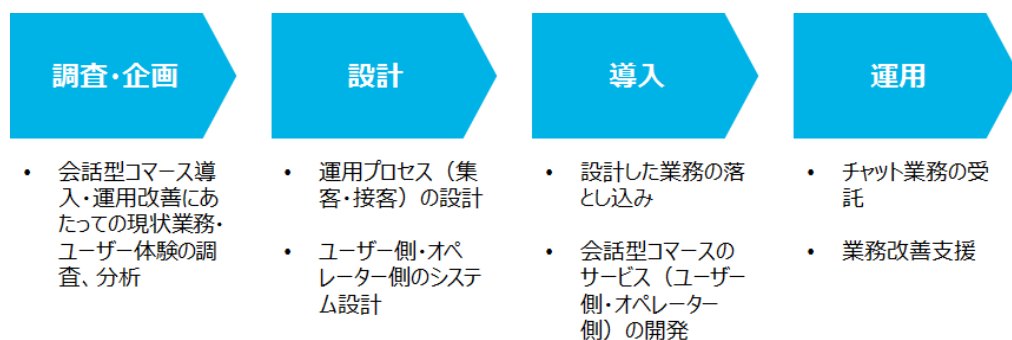 調査・企画
• 会話型コマース導
入・運用改善にあ
たっての現状業務・
ユーザー体験の調
査、分析
設計
• 運用プロセス（集
客・接客）の設計
• ユーザー側・オペ
レーター側のシステ
ム設計
導入
• 設計した業務の落
とし込み
• 会話型コマースの
サービス（ユーザー
側・オペレーター
側）の開発
運用
• チャット業務の受
託
• 業務改善支援